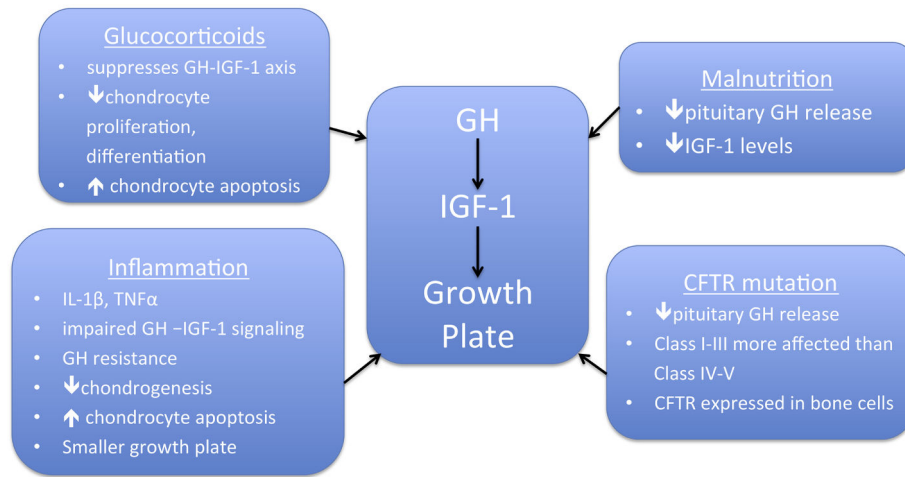 Glucocorticoids
• suppresses GH-IGF-1 axis
• ↓chondrocyte
proliferation,
differentiation
• ↑ chondrocyte apoptosis
Malnutrition
• ↓pituitary GH release
• ↓IGF-1 levels
GH
IGF-1
Growth
Plate
Inflammation
• IL-1β, TNFα
• impaired GH –IGF-1 signaling
• GH resistance
• ↓chondrogenesis
• ↑ chondrocyte apoptosis
• Smaller growth plate
CFTR mutation
• ↓pituitary GH release
• Class I-III more affected than
Class IV-V
• CFTR expressed in bone cells